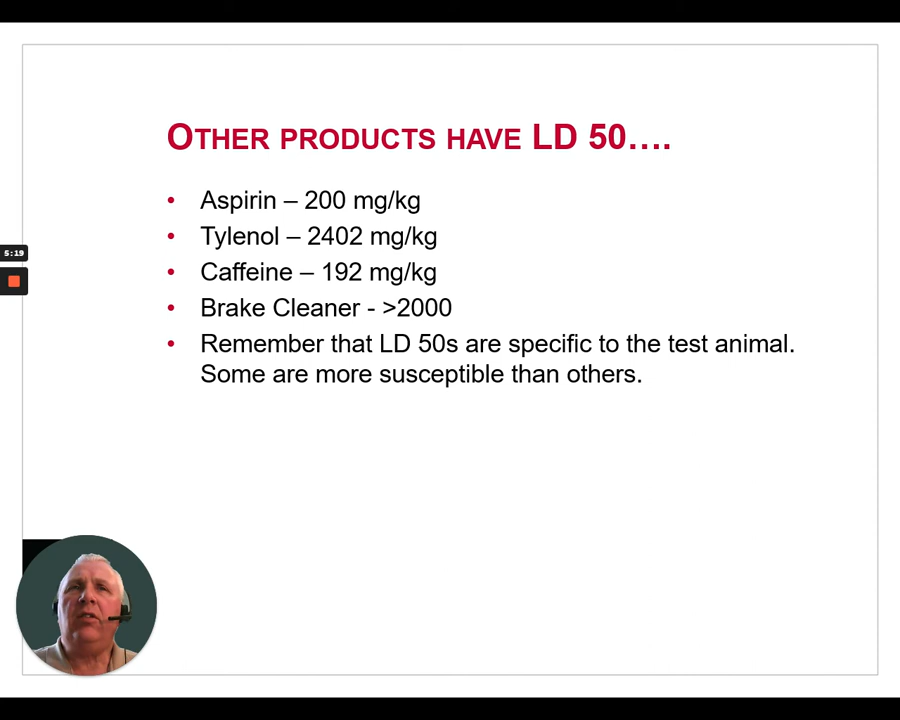 OTHER PRODUCTS HAVE LD 50....
• Aspirin – 200 mg/kg
• Tylenol – 2402 mg/kg
• Caffeine – 192 mg/kg
• Brake Cleaner - >2000
• Remember that LD 50s are specific to the test animal.
Some are more susceptible than others.
5:19